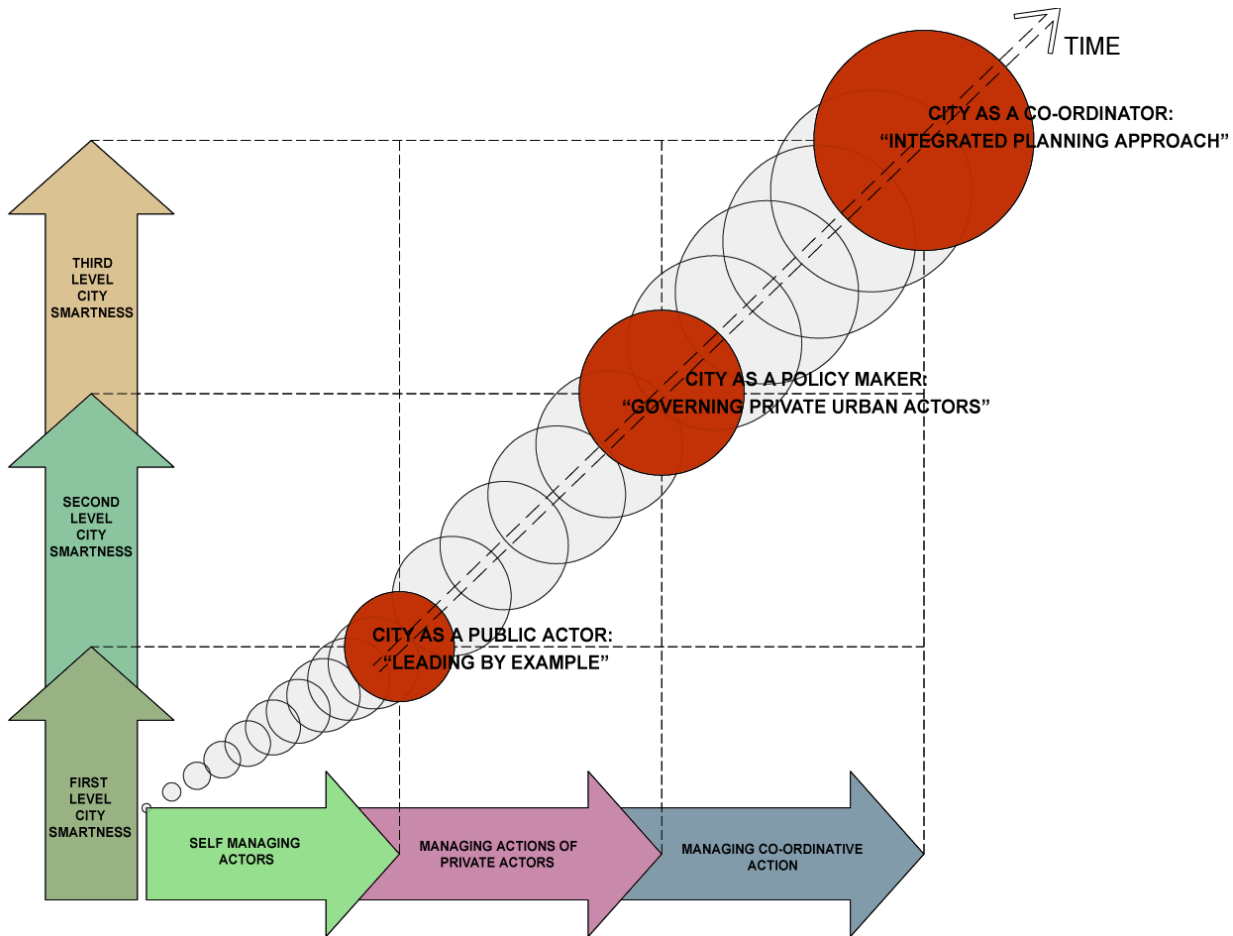 TIME
CITY AS A CO-ORDINATOR:
“INTEGRATED PLANNING APPROACH”
THIRD
LEVEL
CITY
SMARTNESS
CITY AS A POLICY MAKER:
“GOVERNING PRIVATE URBAN ACTORS”
SECOND
LEVEL
CITY
SMARTNESS
CITY AS A PUBLIC ACTOR:
“LEADING BY EXAMPLE”
FIRST
LEVEL
CITY
SMARTNESS
SELF MANAGING
ACTORS
MANAGING ACTIONS OF
PRIVATE ACTORS
MANAGING CO-ORDINATIVE
ACTION